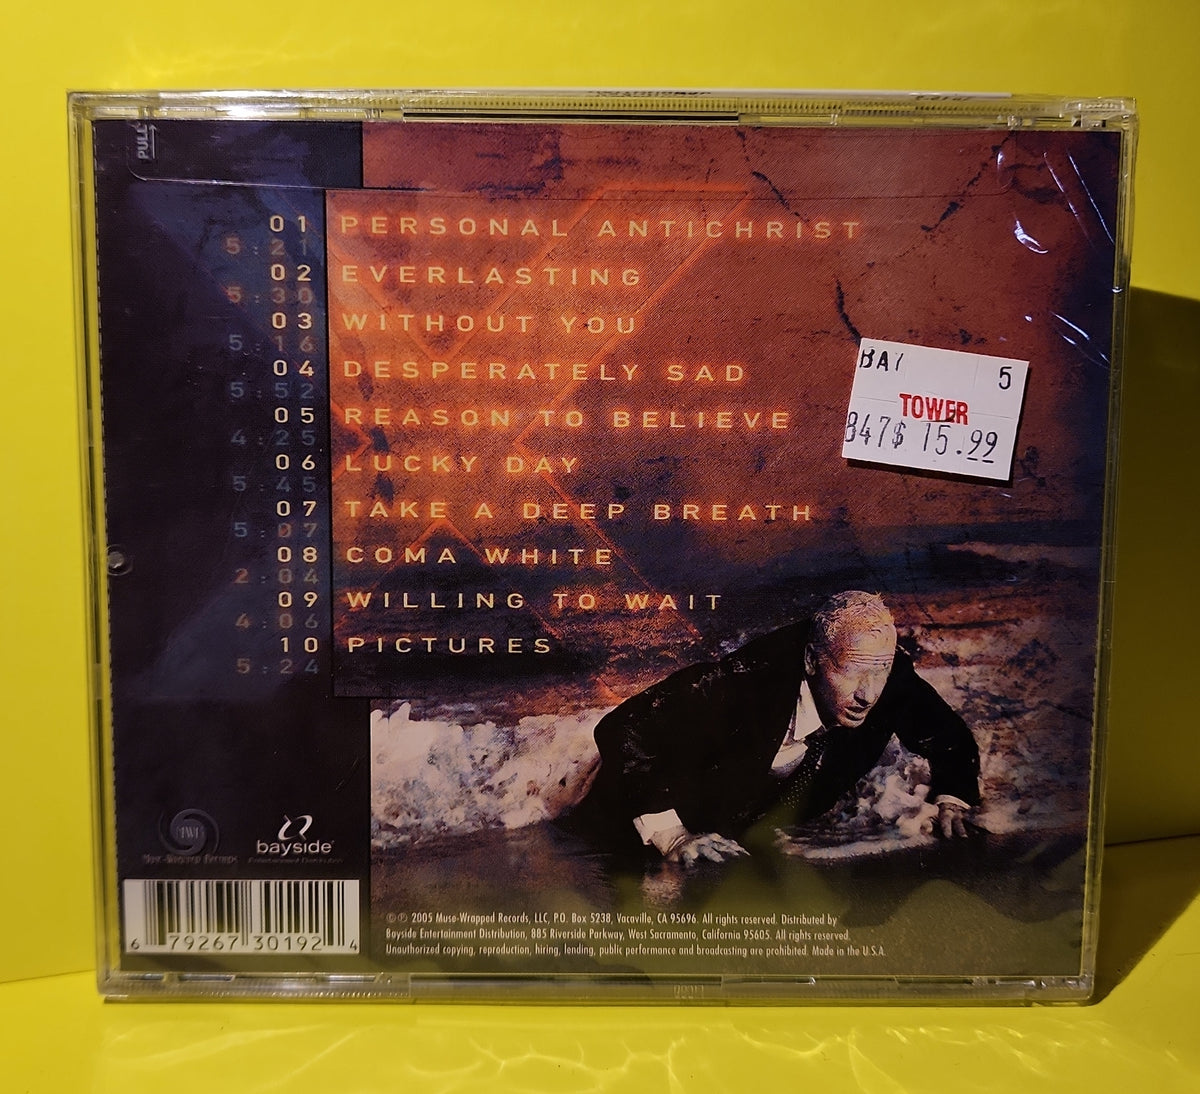 PULL
01 PERSONAL ANTICHRIST
5:21
02 EVERLASTING
5:30
03 WITHOUT YOU
5:16
04 DESPERATELY SAD
5:52
05 REASON TO BELIEVE
4:25
06 LUCKY DAY
5:45
07 TAKE A DEEP BREATH
5:07
08 COMA WHITE
2:04
09 WILLING TO WAIT
4:06
10 PICTURES
5:24
BAY 5
TOWER
847$ 15.99
MUSE-WRAPPED RECORDS
bayside
Entertainment Distribution
6 79267 30192 4
©℗ 2005 Muse-Wrapped Records, LLC, P.O. Box 5238, Vacaville, CA 95696. All rights reserved. Distributed by
Bayside Entertainment Distribution, 885 Riverside Parkway, West Sacramento, California 95605. All rights reserved.
Unauthorized copying, reproduction, hiring, lending, public performance and broadcasting are prohibited. Made in the U.S.A.